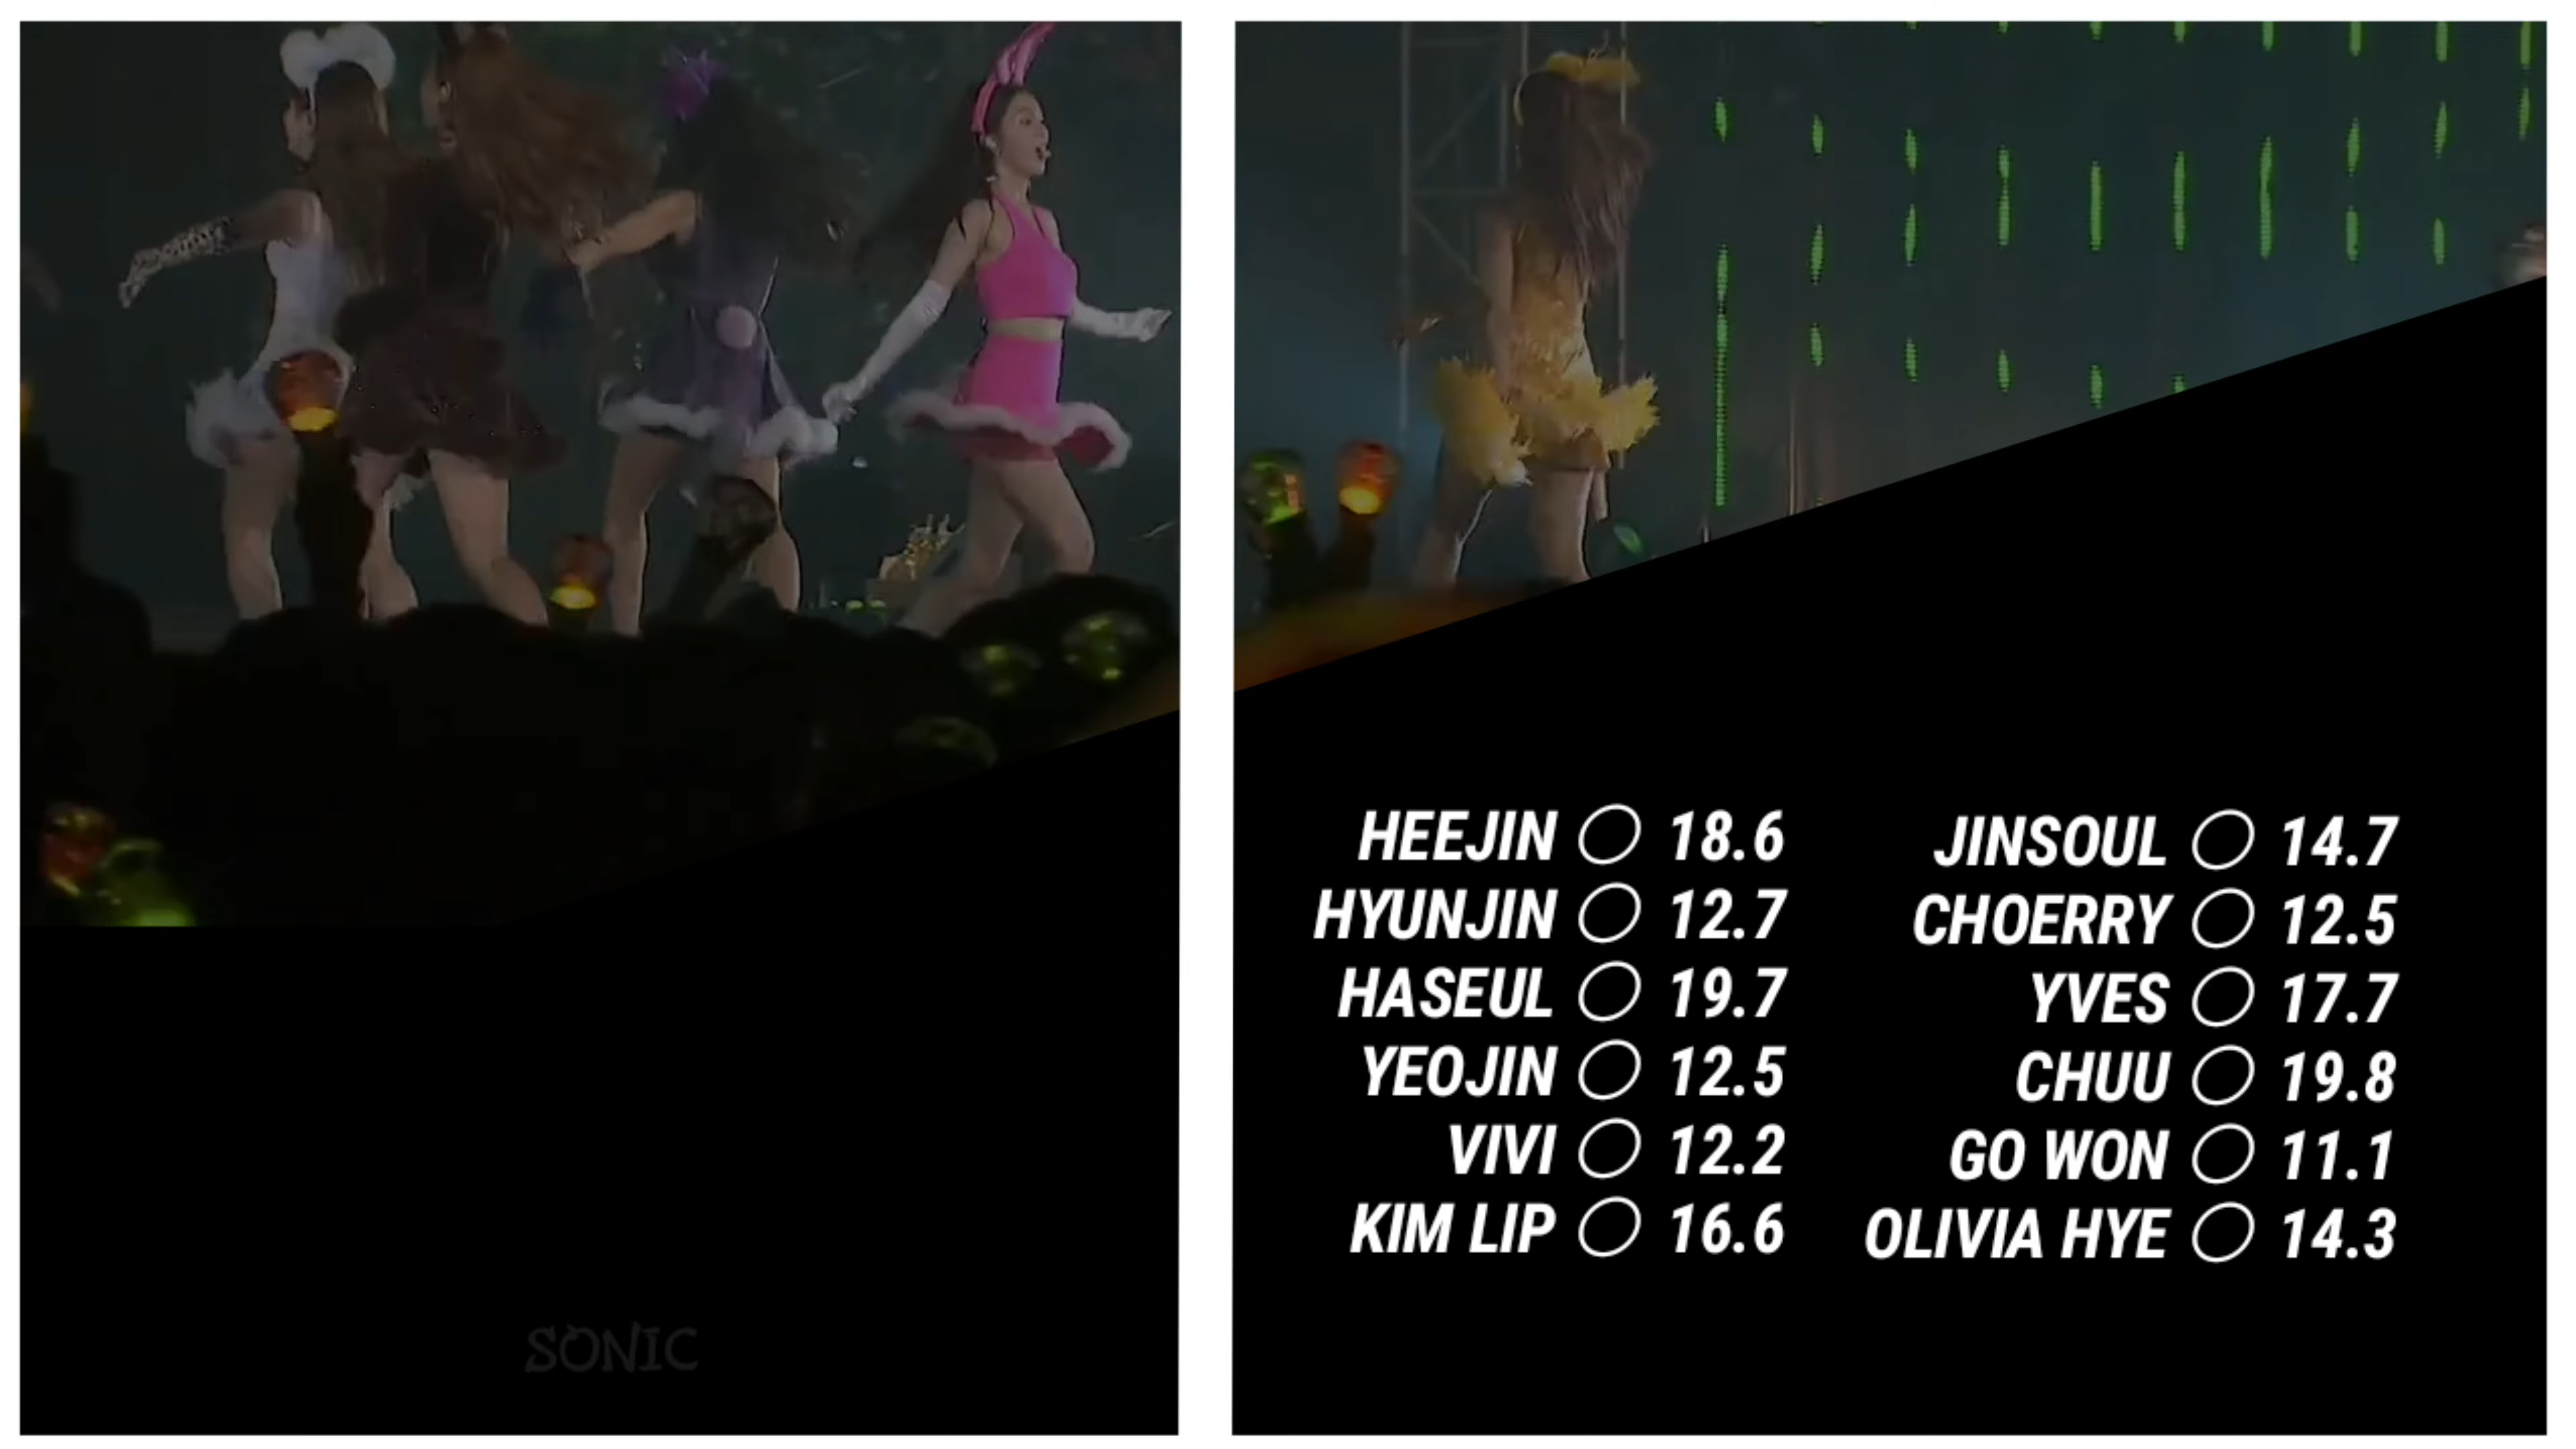 SONIC
HEEJIN 18.6
HYUNJIN 12.7
HASEUL 19.7
YEOJIN 12.5
VIVI 12.2
KIM LIP 16.6
JINSOUL 14.7
CHOERRY 12.5
YVES 17.7
CHUU 19.8
GO WON 11.1
OLIVIA HYE 14.3